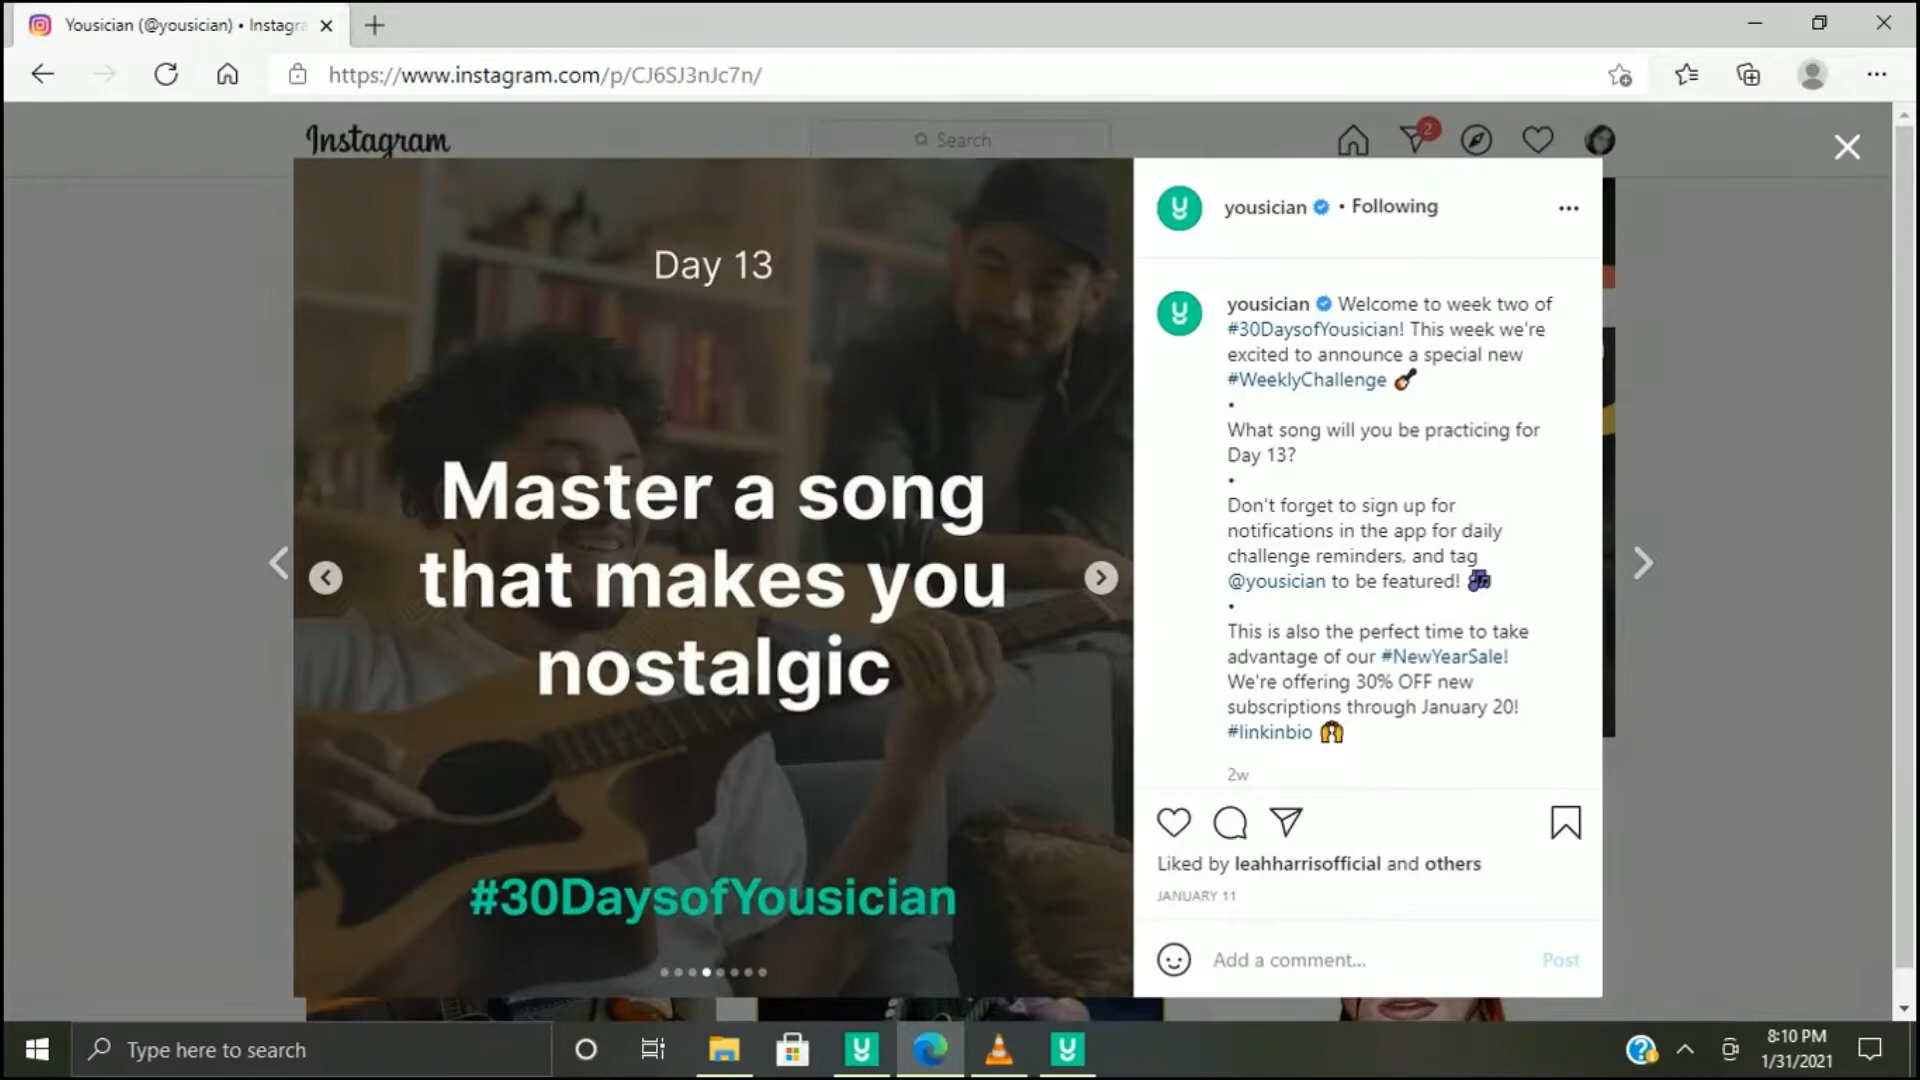 Yousician (@yousician) • Instagra
https://www.instagram.com/p/CJ6SJ3nJc7n/
Instagram
Search
2
Day 13
Master a song
that makes you
nostalgic
#30DaysofYousician
yousician • Following
yousician Welcome to week two of
#30DaysofYousician! This week we're
excited to announce a special new
#WeeklyChallenge
•
What song will you be practicing for
Day 13?
•
Don't forget to sign up for
notifications in the app for daily
challenge reminders, and tag
@yousician to be featured!
•
This is also the perfect time to take
advantage of our #NewYearSale!
We're offering 30% OFF new
subscriptions through January 20!
#linkinbio
2w
Liked by leahharrisofficial and others
JANUARY 11
Add a comment...
Post
Type here to search
8:10 PM
1/31/2021